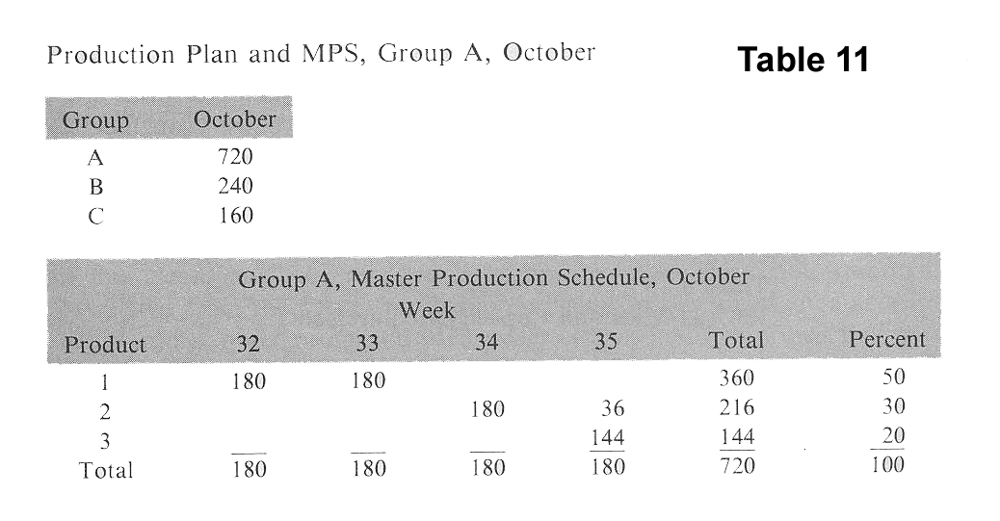 Production Plan and MPS, Group A, October
Table 11
Group October
A 720
B 240
C 160
Group A, Master Production Schedule, October
Week
Product 32 33 34 35 Total Percent
1 180 180 360 50
2 180 36 216 30
3 144 144 20
Total 180 180 180 180 720 100